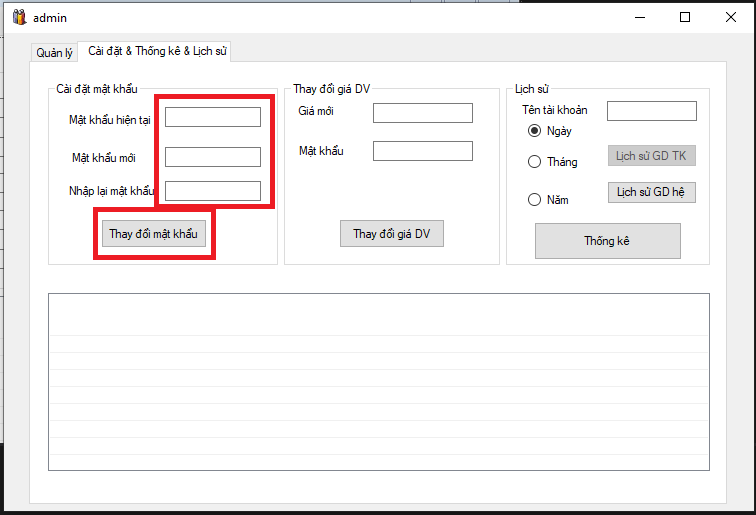 admin
Quản lý
Cài đặt & Thống kê & Lịch sử
Cài đặt mật khẩu
Mật khẩu hiện tại
Mật khẩu mới
Nhập lại mật khẩu
Thay đổi mật khẩu
Thay đổi giá DV
Giá mới
Mật khẩu
Thay đổi giá DV
Lịch sử
Tên tài khoản
Ngày
Tháng
Lịch sử GD TK
Năm
Lịch sử GD hệ
Thống kê